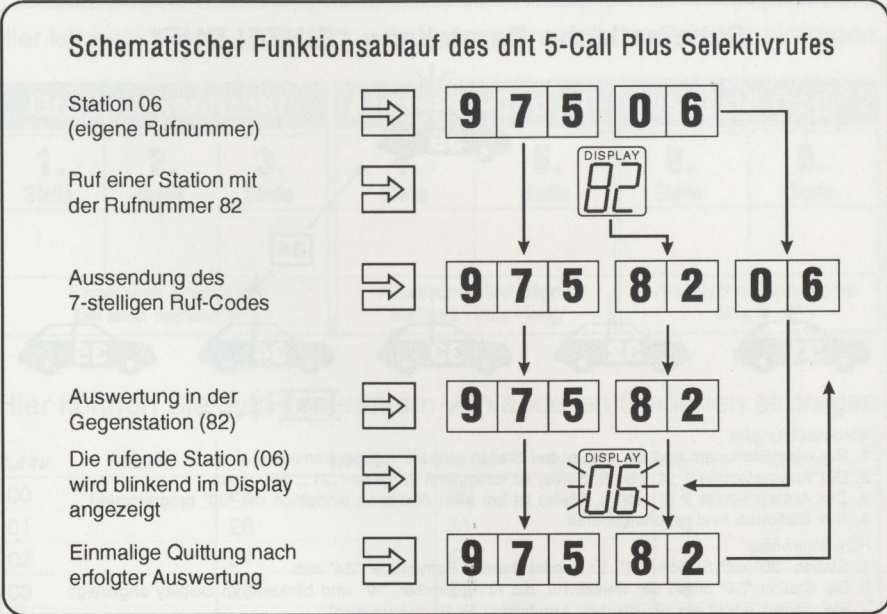 Schematischer Funktionsablauf des dnt 5-Call Plus Selektivrufes
Station 06
(eigene Rufnummer)
9 7 5 0 6
Ruf einer Station mit
der Rufnummer 82
DISPLAY
82
Aussendung des
7-stelligen Ruf-Codes
9 7 5 8 2 0 6
Auswertung in der
Gegenstation (82)
9 7 5 8 2
Die rufende Station (06)
wird blinkend im Display
angezeigt
DISPLAY
06
Einmalige Quittung nach
erfolgter Auswertung
9 7 5 8 2